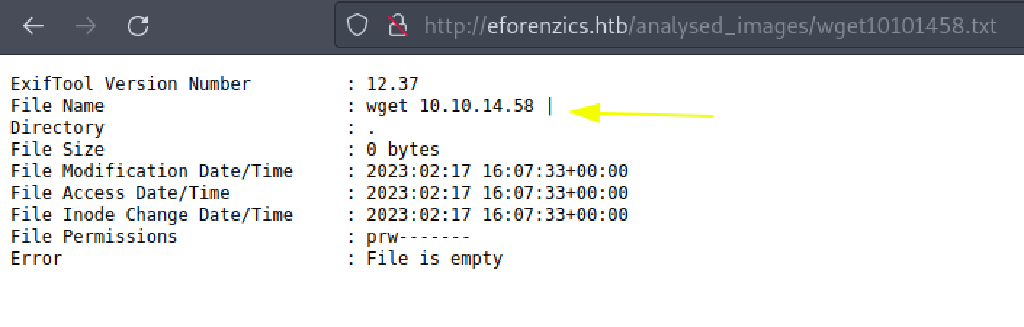 http://eforenzics.htb/analysed_images/wget10101458.txt
ExifTool Version Number : 12.37
File Name : wget 10.10.14.58 |
Directory : .
File Size : 0 bytes
File Modification Date/Time : 2023:02:17 16:07:33+00:00
File Access Date/Time : 2023:02:17 16:07:33+00:00
File Inode Change Date/Time : 2023:02:17 16:07:33+00:00
File Permissions : prw-------
Error : File is empty